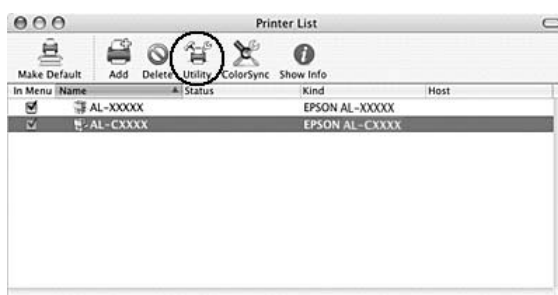 Printer List
Make Default Add Delete Utility ColorSync Show Info
In Menu Name Status Kind Host
AL-XXXXX EPSON AL-XXXXX
AL-CXXXX EPSON AL-CXXXX